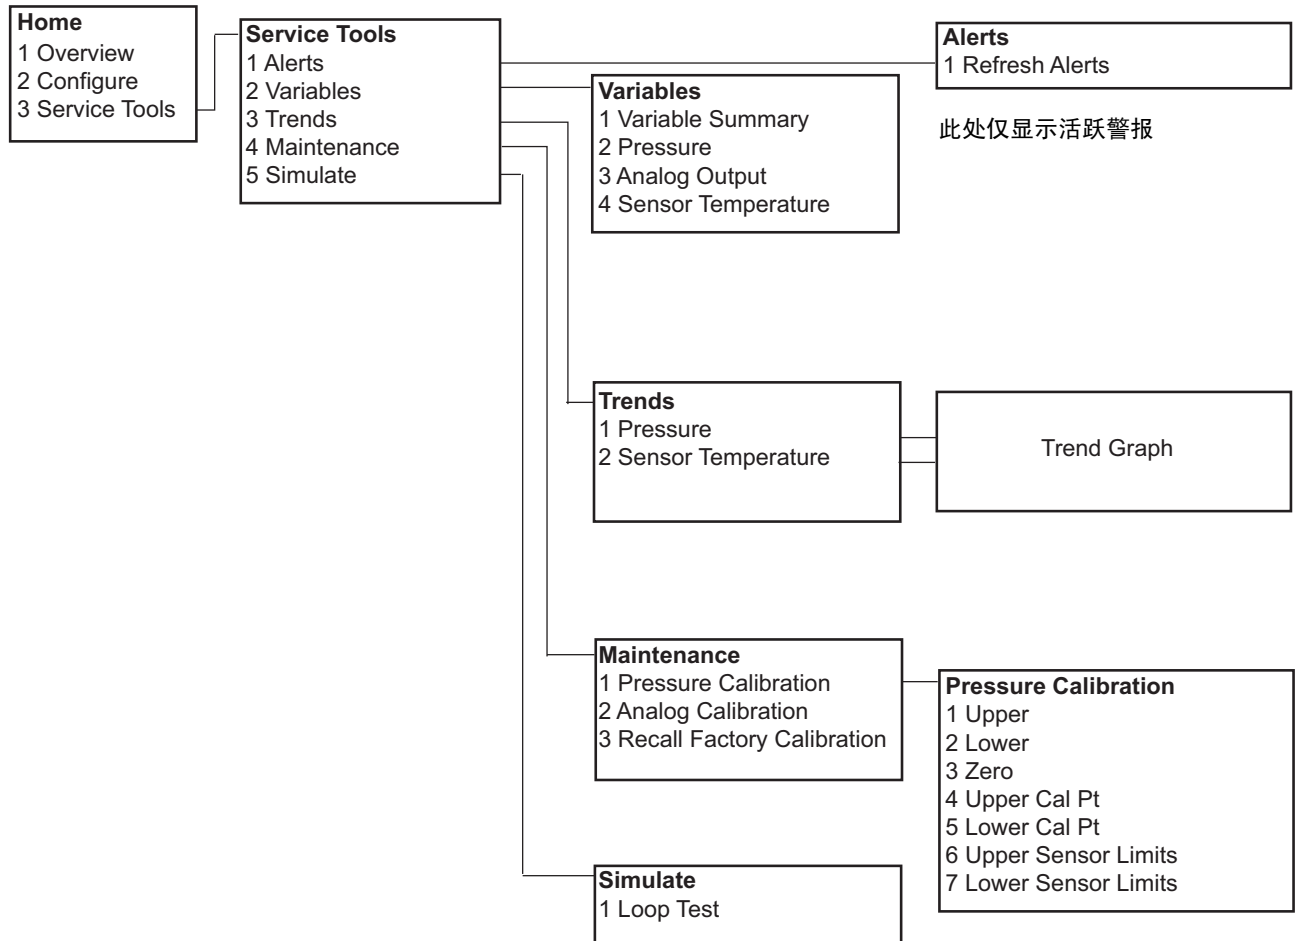 Home
1 Overview
2 Configure
3 Service Tools
Service Tools
1 Alerts
2 Variables
3 Trends
4 Maintenance
5 Simulate
Alerts
1 Refresh Alerts
此处仅显示活跃警报
Variables
1 Variable Summary
2 Pressure
3 Analog Output
4 Sensor Temperature
Trends
1 Pressure
2 Sensor Temperature
Trend Graph
Maintenance
1 Pressure Calibration
2 Analog Calibration
3 Recall Factory Calibration
Pressure Calibration
1 Upper
2 Lower
3 Zero
4 Upper Cal Pt
5 Lower Cal Pt
6 Upper Sensor Limits
7 Lower Sensor Limits
Simulate
1 Loop Test